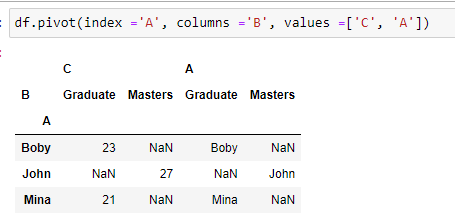 : df.pivot(index ='A', columns ='B', values =['C', 'A'])
:
C A
B Graduate Masters Graduate Masters
A
Boby 23 NaN Boby NaN
John NaN 27 NaN John
Mina 21 NaN Mina NaN